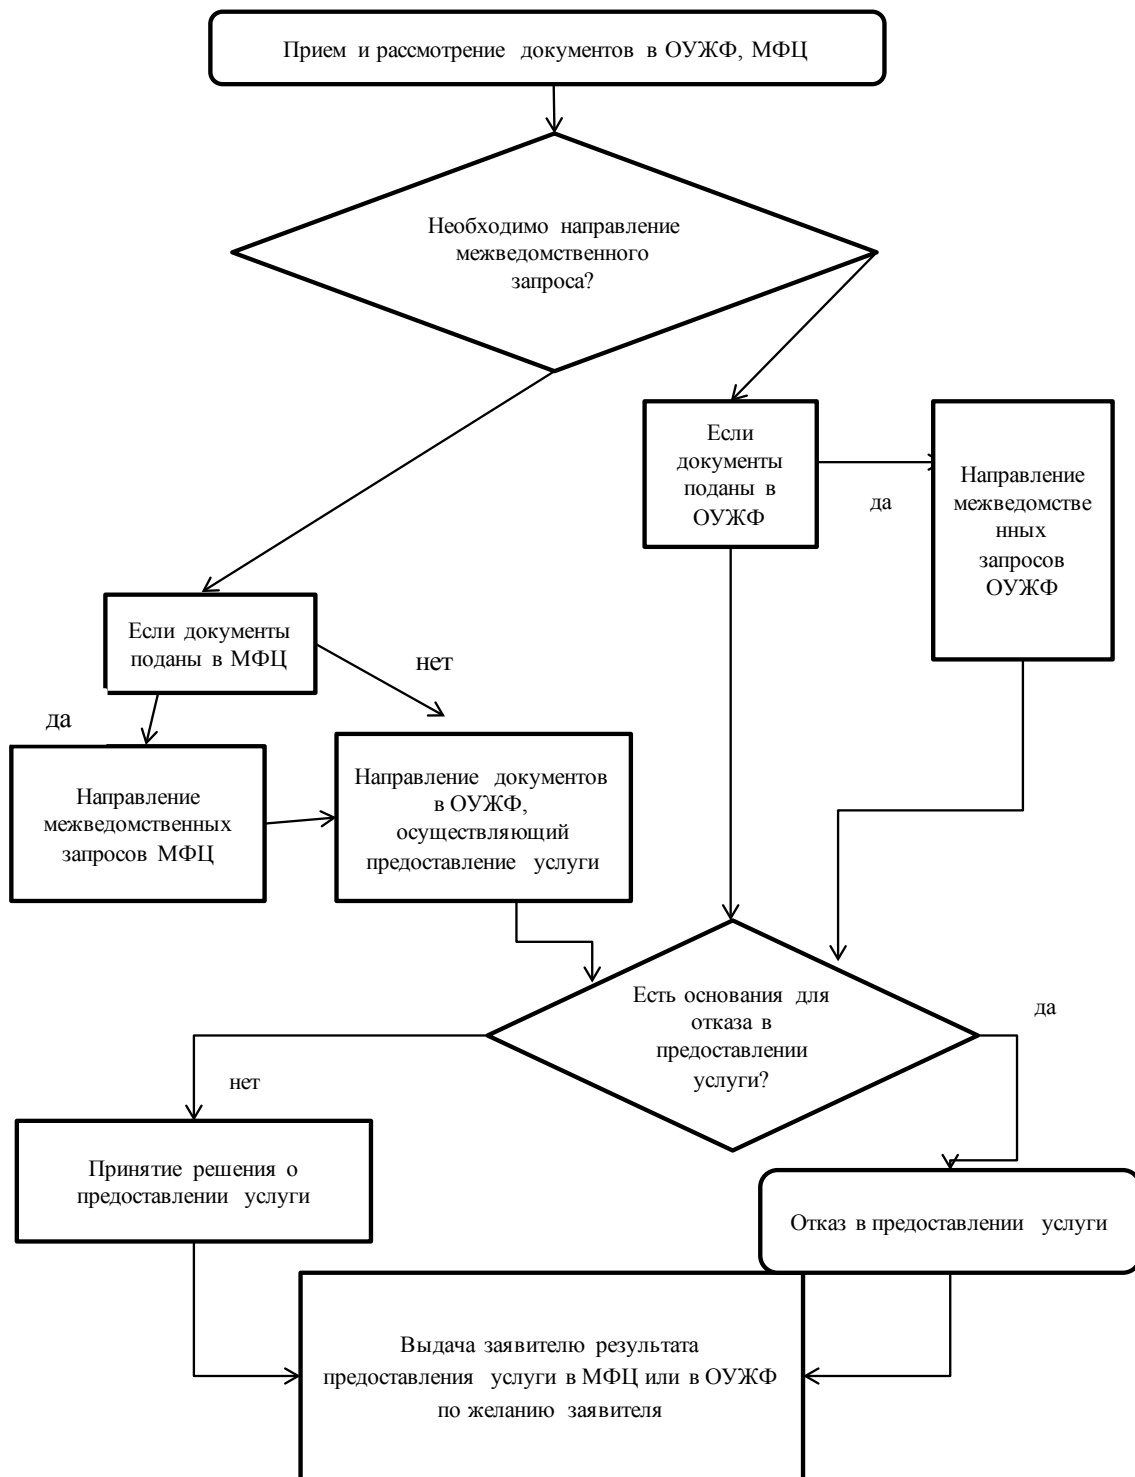 Прием и рассмотрение документов в ОУЖФ, МФЦ
Необходимо направление
межведомственного
запроса?
Если
документы
поданы в
ОУЖФ
да
Направление
межведомстве
нных
запросов
ОУЖФ
Если документы
поданы в МФЦ
нет
да
Направление
межведомственных
запросов МФЦ
Направление документов
в ОУЖФ,
осуществляющий
предоставление услуги
Есть основания для
отказа в
предоставлении
услуги?
да
нет
Принятие решения о
предоставлении услуги
Отказ в предоставлении услуги
Выдача заявителю результата
предоставления услуги в МФЦ или в ОУЖФ
по желанию заявителя